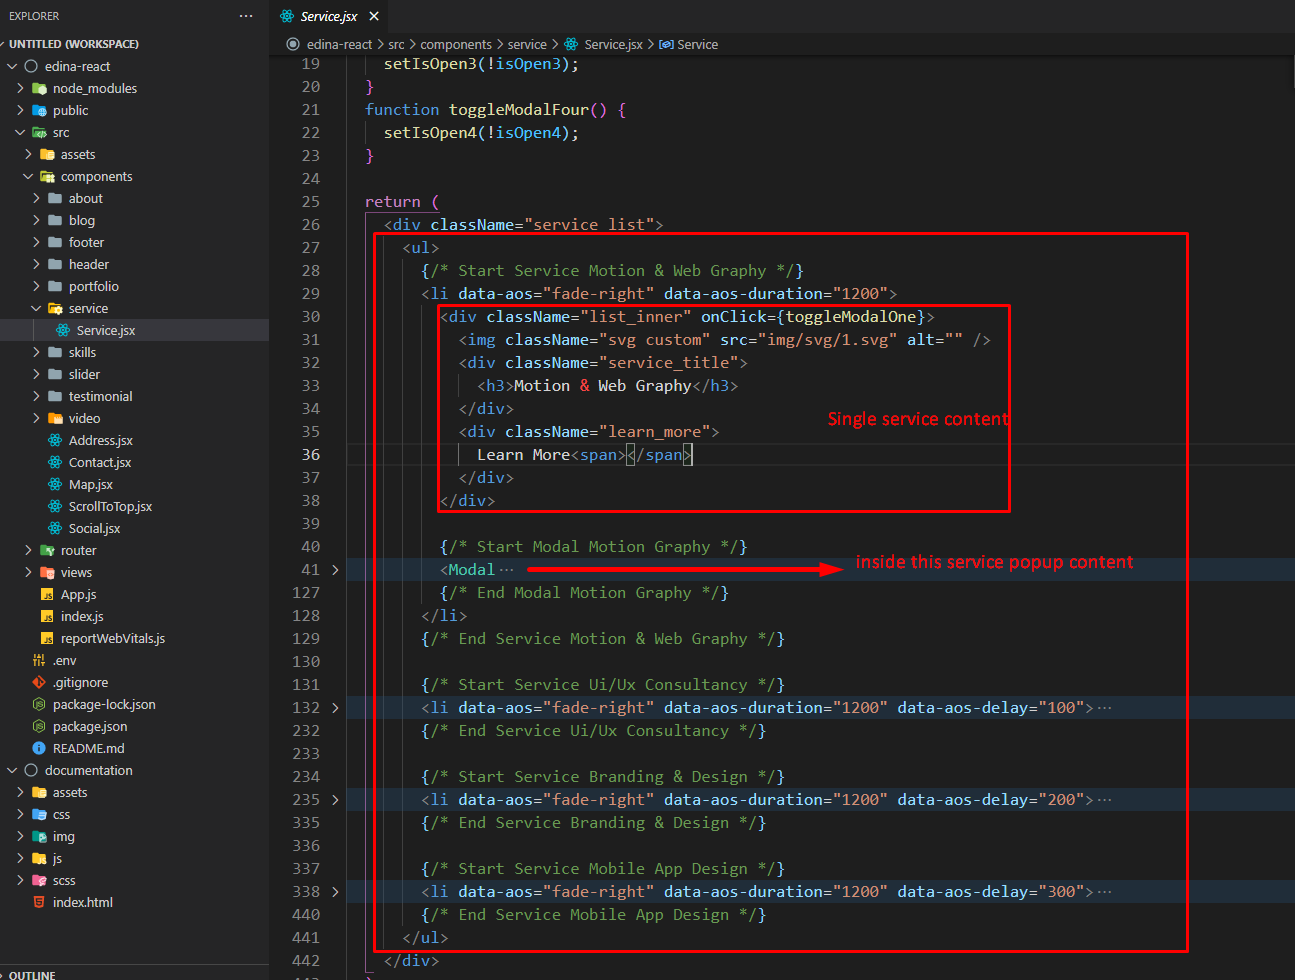 EXPLORER ···
UNTITLED (WORKSPACE)
edina-react
node_modules
public
src
assets
components
about
blog
footer
header
portfolio
service
Service.jsx
skills
slider
testimonial
video
Address.jsx
Contact.jsx
Map.jsx
ScrollToTop.jsx
Social.jsx
router
views
App.js
index.js
reportWebVitals.js
.env
.gitignore
package-lock.json
package.json
README.md
documentation
assets
css
img
js
scss
index.html
OUTLINE
Service.jsx ×
edina-react > src > components > service > Service.jsx > Service
19 setIsOpen3(!isOpen3);
20 }
21 function toggleModalFour() {
22 setIsOpen4(!isOpen4);
23 }
24
25 return (
26 <div className="service_list">
27 <ul>
28 {/* Start Service Motion & Web Graphy */}
29 <li data-aos="fade-right" data-aos-duration="1200">
30 <div className="list_inner" onClick={toggleModalOne}>
31 <img className="svg custom" src="img/svg/1.svg" alt="" />
32 <div className="service_title">
33 <h3>Motion & Web Graphy</h3>
34 </div>
35 <div className="learn_more">
36 Learn More<span></span>
37 </div>
38 </div>
39
40 {/* Start Modal Motion Graphy */}
41 <Modal ···
127 {/* End Modal Motion Graphy */}
128 </li>
129 {/* End Service Motion & Web Graphy */}
130
131 {/* Start Service Ui/Ux Consultancy */}
132 <li data-aos="fade-right" data-aos-duration="1200" data-aos-delay="100">···
232 {/* End Service Ui/Ux Consultancy */}
233
234 {/* Start Service Branding & Design */}
235 <li data-aos="fade-right" data-aos-duration="1200" data-aos-delay="200">···
335 {/* End Service Branding & Design */}
336
337 {/* Start Service Mobile App Design */}
338 <li data-aos="fade-right" data-aos-duration="1200" data-aos-delay="300">···
440 {/* End Service Mobile App Design */}
441 </ul>
442 </div>
Single service content
inside this service popup content